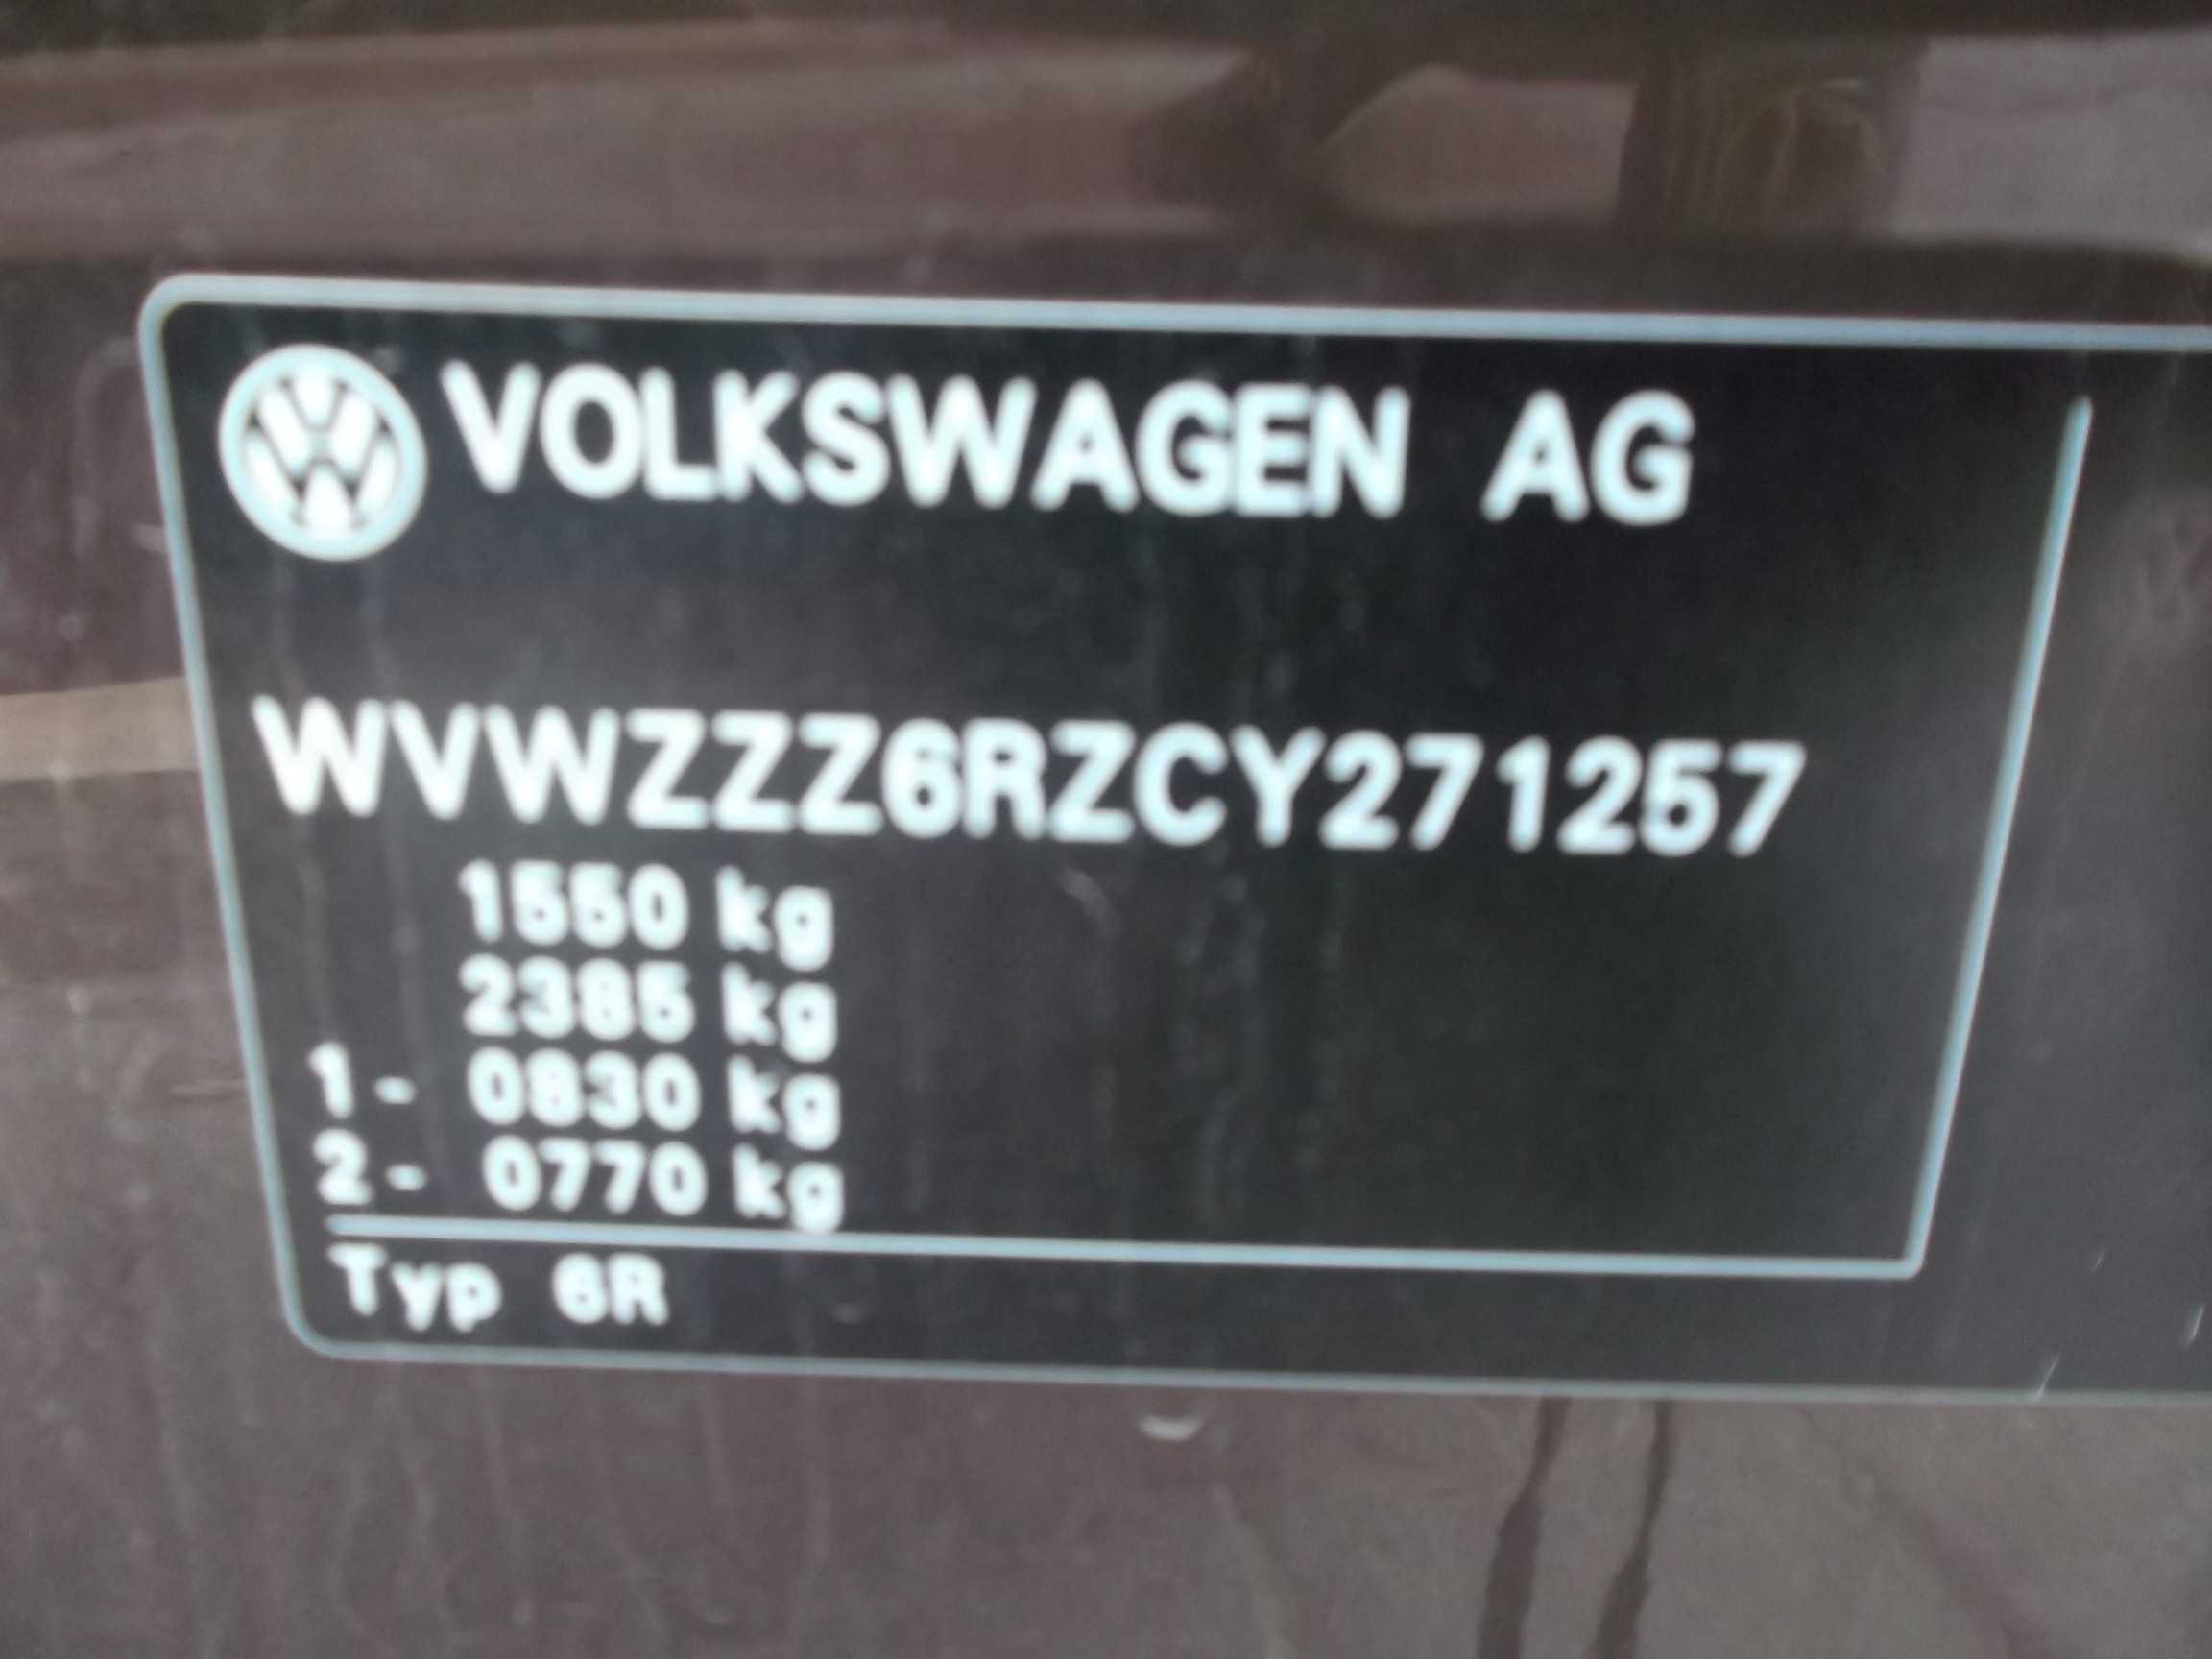 VOLKSWAGEN AG
WVWZZZ6RZCY271257
1550 kg
2385 kg
1- 0830 kg
2- 0770 kg
Typ 6R